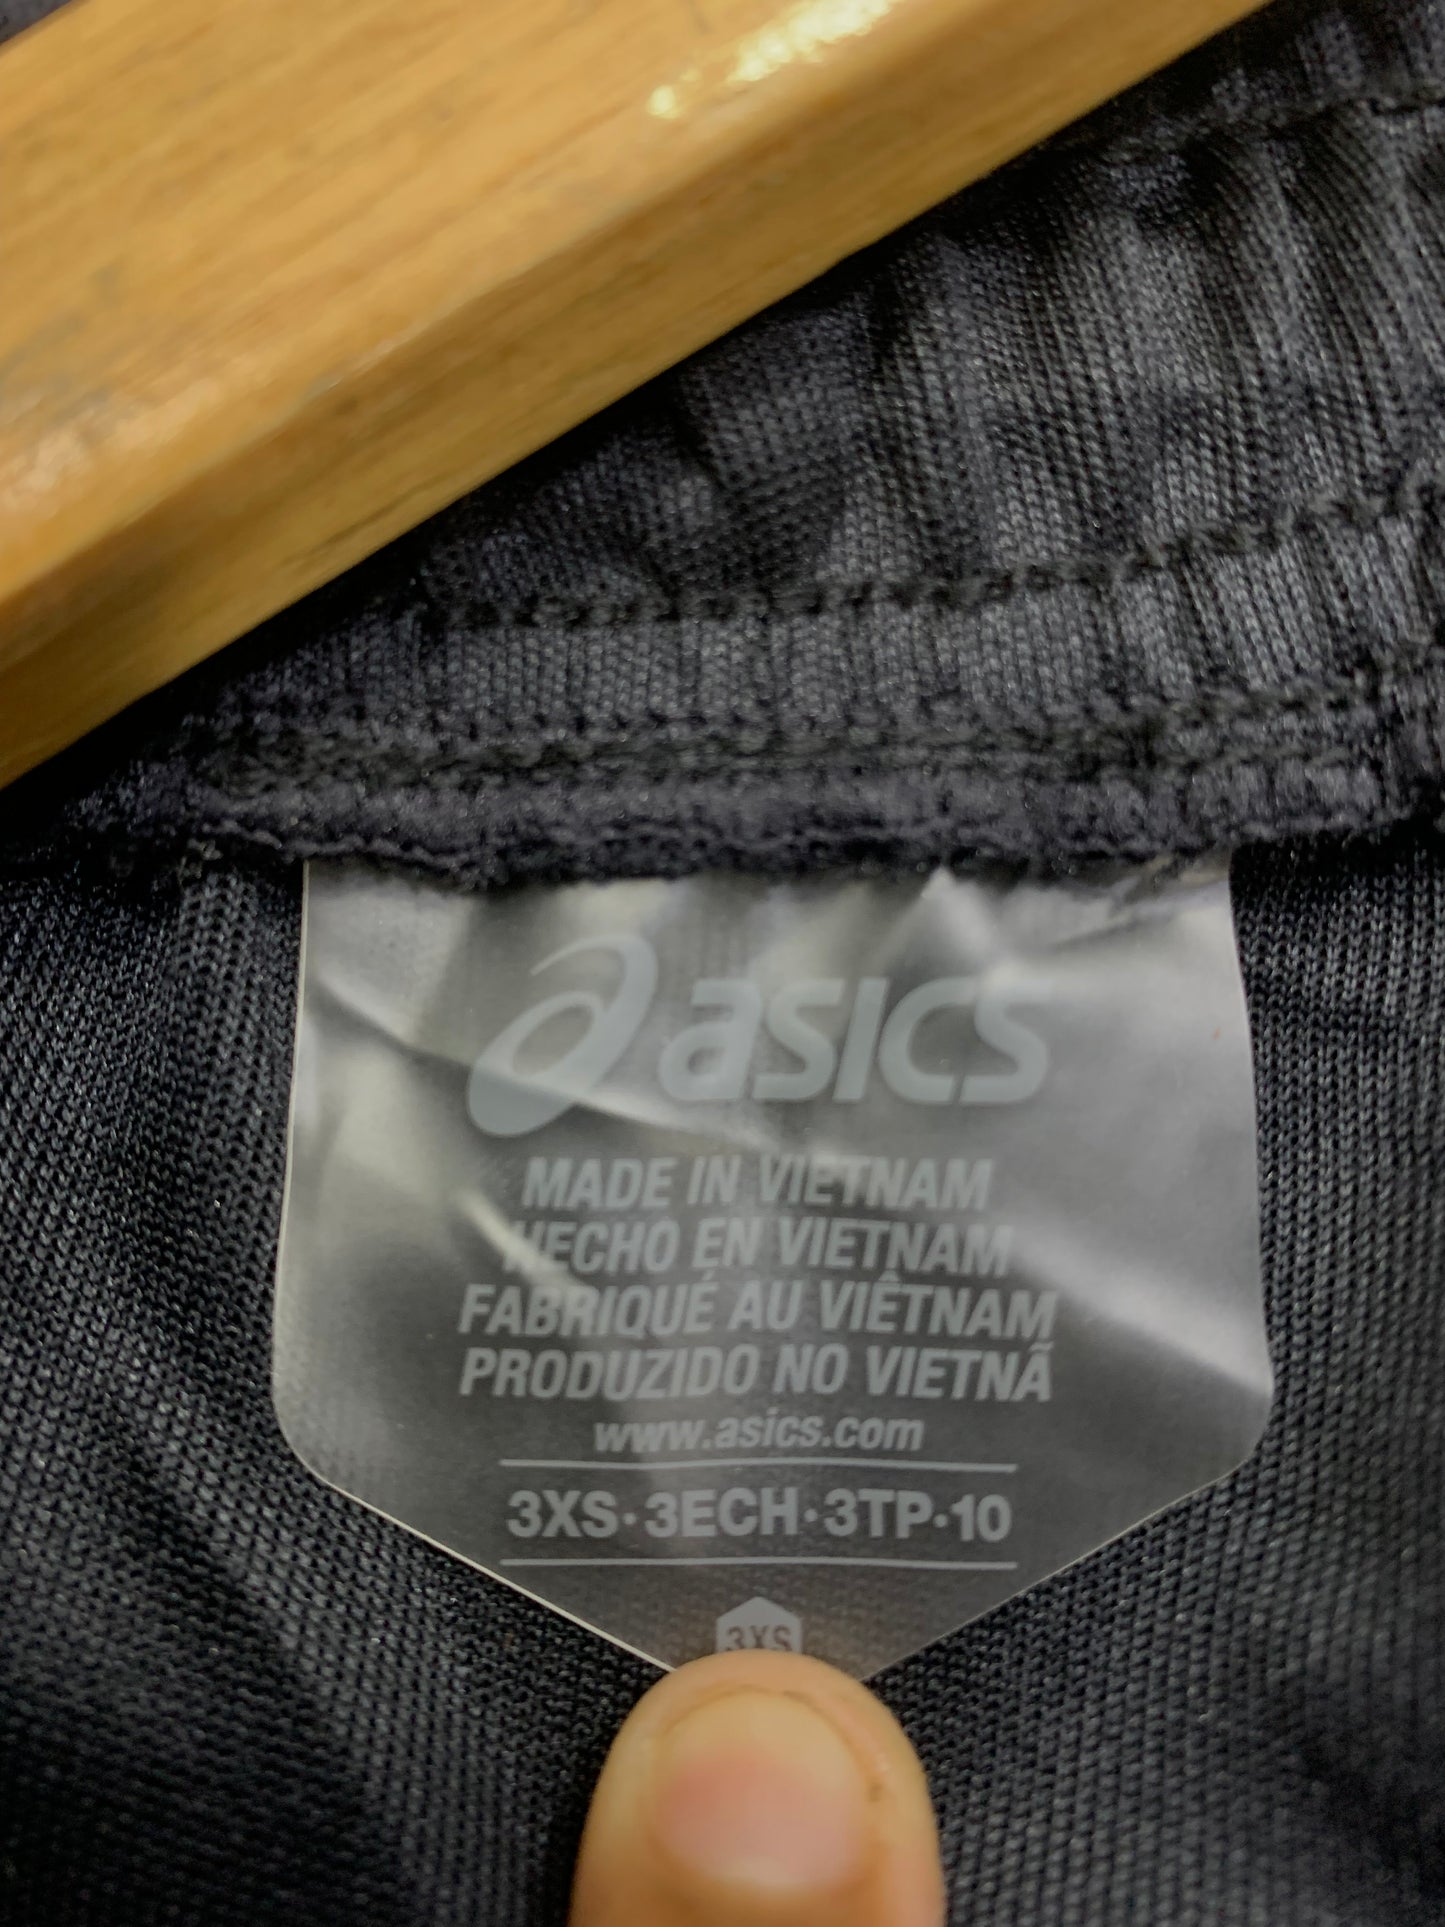 asics
MADE IN VIETNAM
HECHO EN VIETNAM
FABRIQUÉ AU VIÊTNAM
PRODUZIDO NO VIETNÃ
www.asics.com
3XS·3ECH·3TP·10
3XS